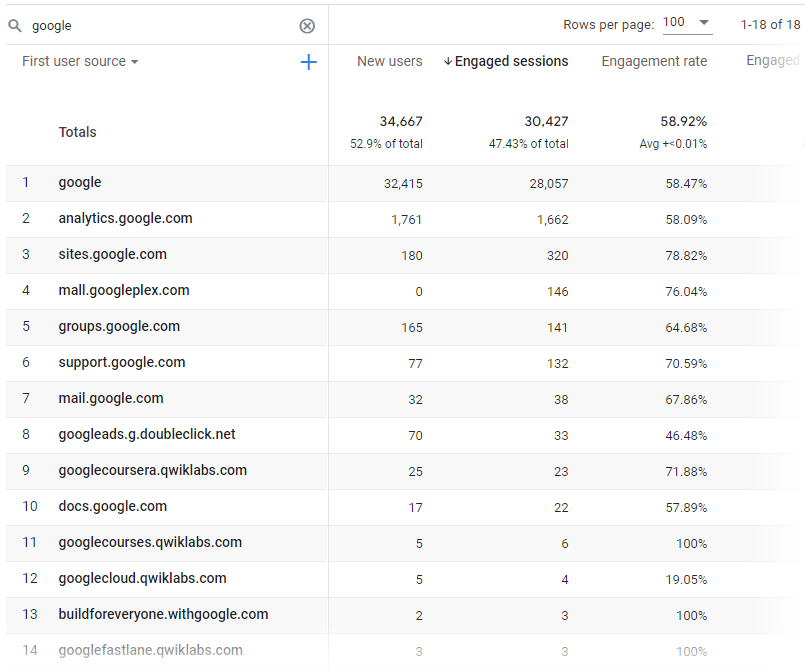 google Rows per page: 100 1-18 of 18
First user source New users Engaged sessions Engagement rate Engaged
Totals 34,667 30,427 58.92%
52.9% of total 47.43% of total Avg +<0.01%
1 google 32,415 28,057 58.47%
2 analytics.google.com 1,761 1,662 58.09%
3 sites.google.com 180 320 78.82%
4 mall.googleplex.com 0 146 76.04%
5 groups.google.com 165 141 64.68%
6 support.google.com 77 132 70.59%
7 mail.google.com 32 38 67.86%
8 googleads.g.doubleclick.net 70 33 46.48%
9 googlecoursera.qwiklabs.com 25 23 71.88%
10 docs.google.com 17 22 57.89%
11 googlecourses.qwiklabs.com 5 6 100%
12 googlecloud.qwiklabs.com 5 4 19.05%
13 buildforeveryone.withgoogle.com 2 3 100%
14 googlefastlane.qwiklabs.com 3 3 100%